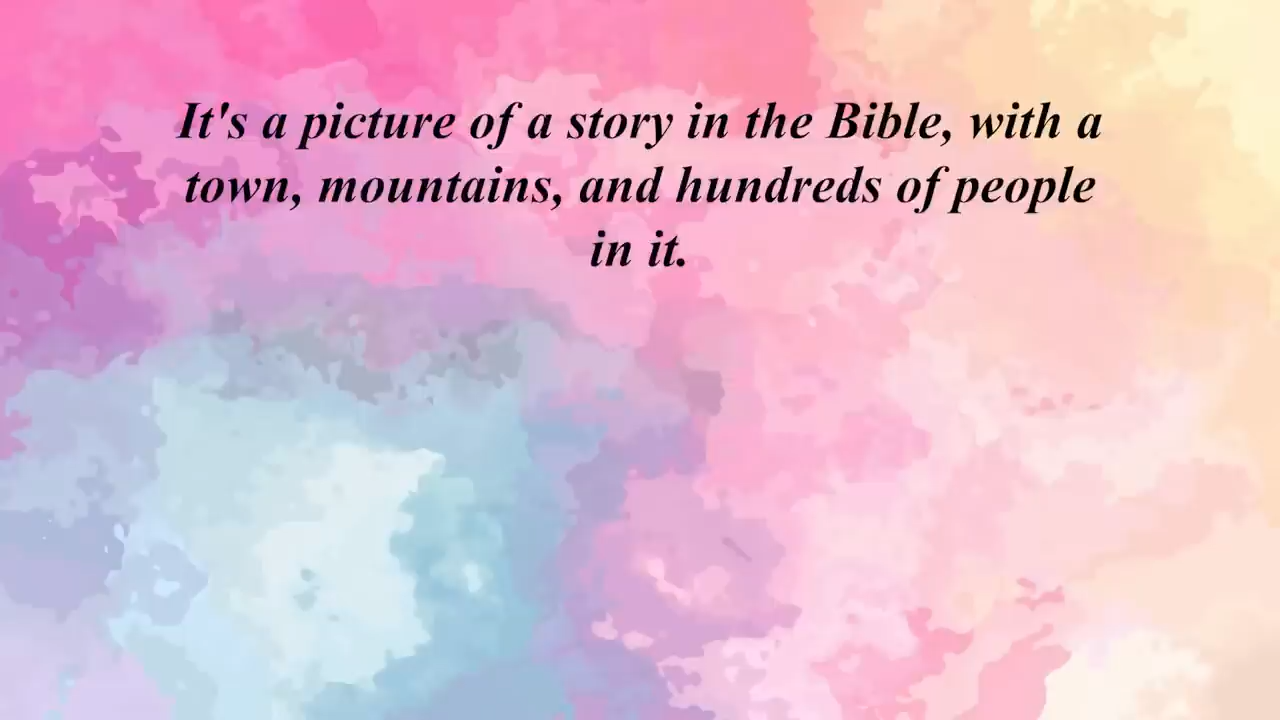 It's a picture of a story in the Bible, with a
town, mountains, and hundreds of people
in it.